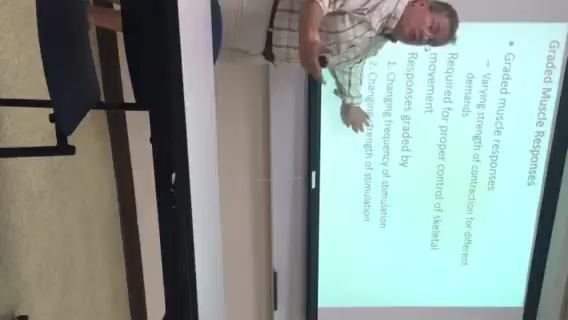 Graded Muscle Responses
• Graded muscle responses
– Varying strength of contraction for different
demands
Required for proper control of skeletal
movement
Responses graded by
1. Changing frequency of stimulation
2. Changing strength of stimulation